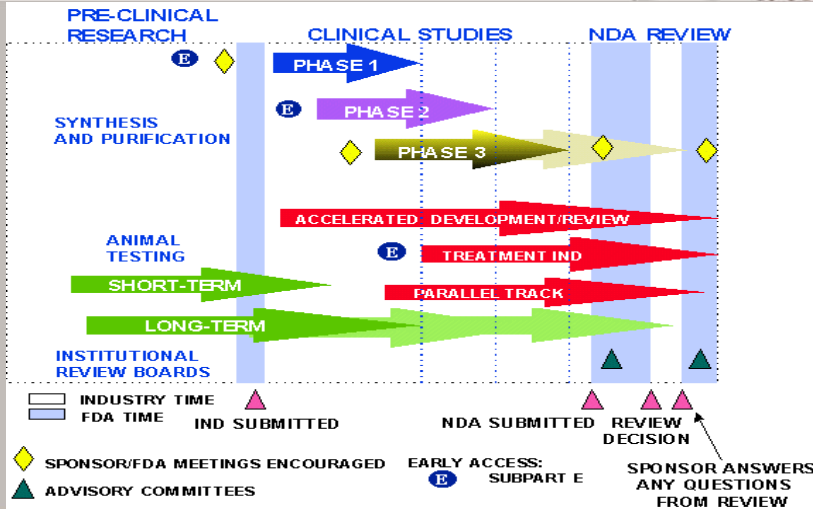 PRE-CLINICAL
RESEARCH
CLINICAL STUDIES
NDA REVIEW
E
PHASE 1
E
PHASE 2
SYNTHESIS
AND PURIFICATION
PHASE 3
ACCELERATED DEVELOPMENT/REVIEW
ANIMAL
TESTING
E
TREATMENT IND
SHORT-TERM
PARALLEL TRACK
LONG-TERM
INSTITUTIONAL
REVIEW BOARDS
INDUSTRY TIME
FDA TIME
IND SUBMITTED
NDA SUBMITTED
REVIEW
DECISION
SPONSOR/FDA MEETINGS ENCOURAGED
ADVISORY COMMITTEES
EARLY ACCESS:
E
SUBPART E
SPONSOR ANSWERS
ANY QUESTIONS
FROM REVIEW